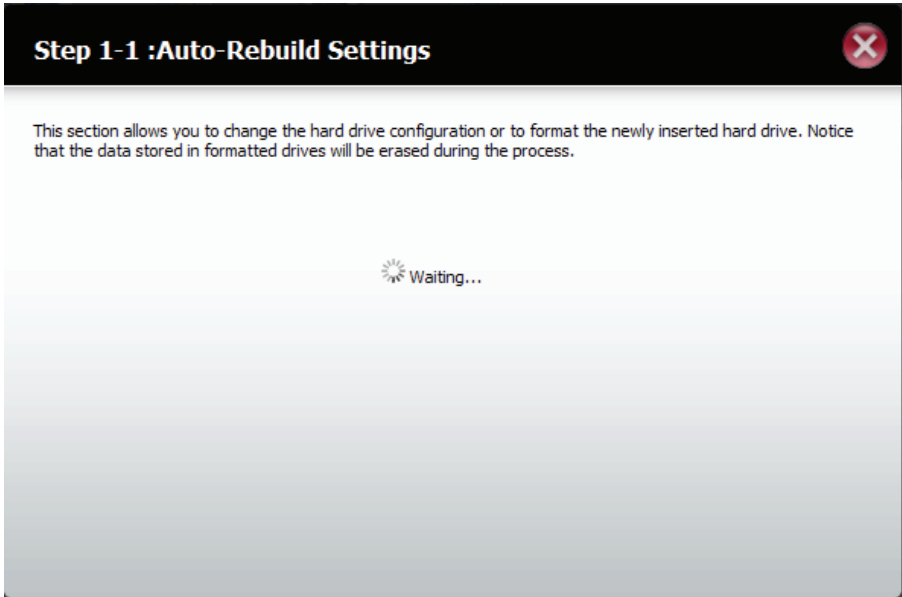 Step 1-1 :Auto-Rebuild Settings
This section allows you to change the hard drive configuration or to format the newly inserted hard drive. Notice
that the data stored in formatted drives will be erased during the process.
Waiting...